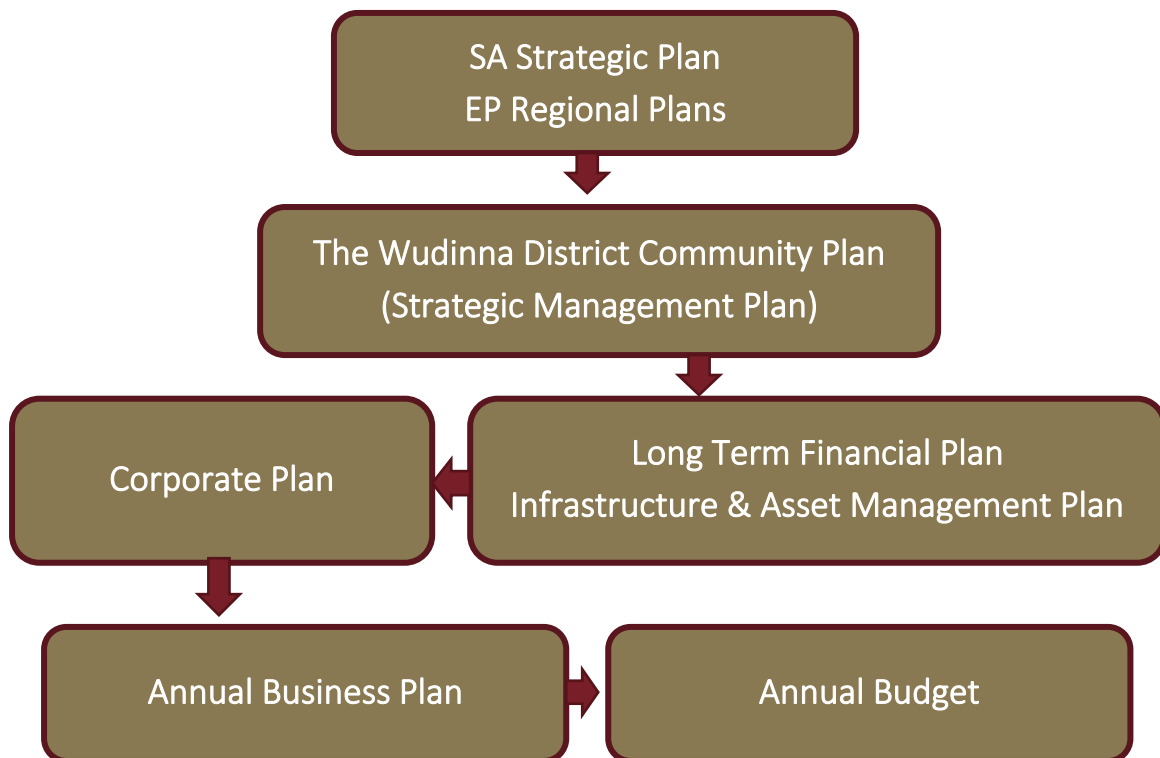 SA Strategic Plan
EP Regional Plans
The Wudinna District Community Plan
(Strategic Management Plan)
Long Term Financial Plan
Infrastructure & Asset Management Plan
Corporate Plan
Annual Business Plan
Annual Budget